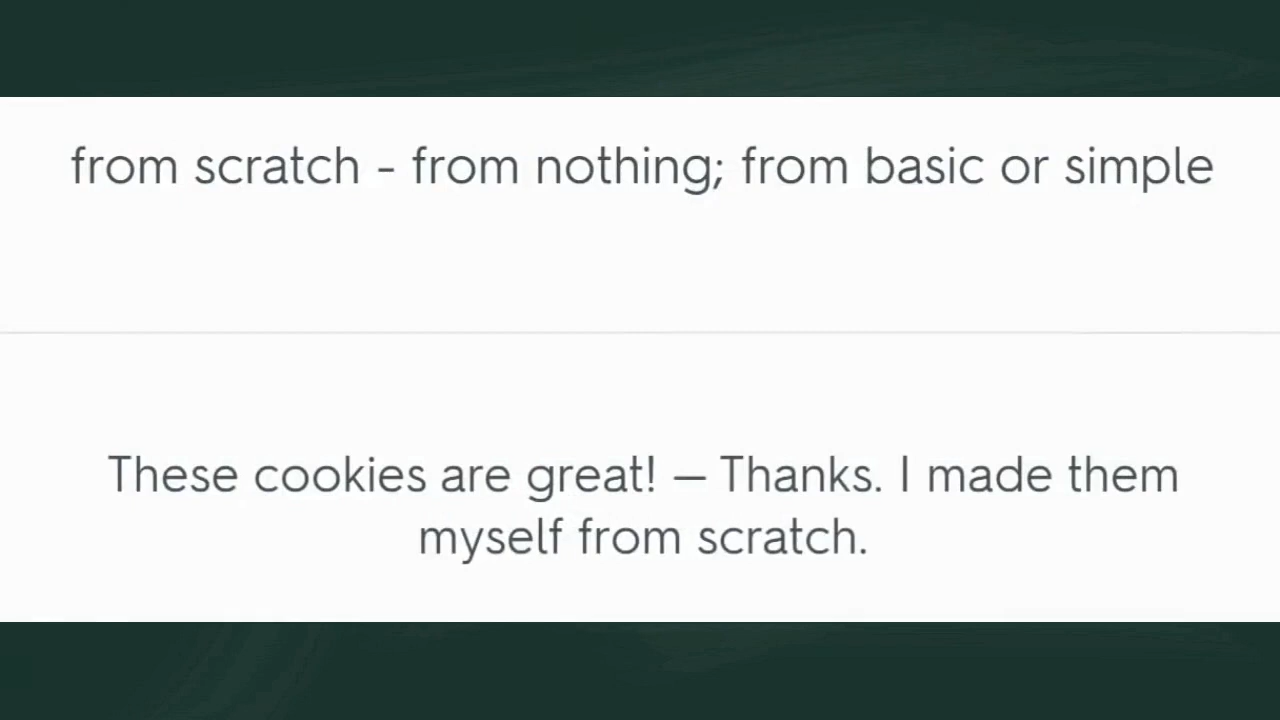 from scratch - from nothing; from basic or simple
These cookies are great! — Thanks. I made them
myself from scratch.